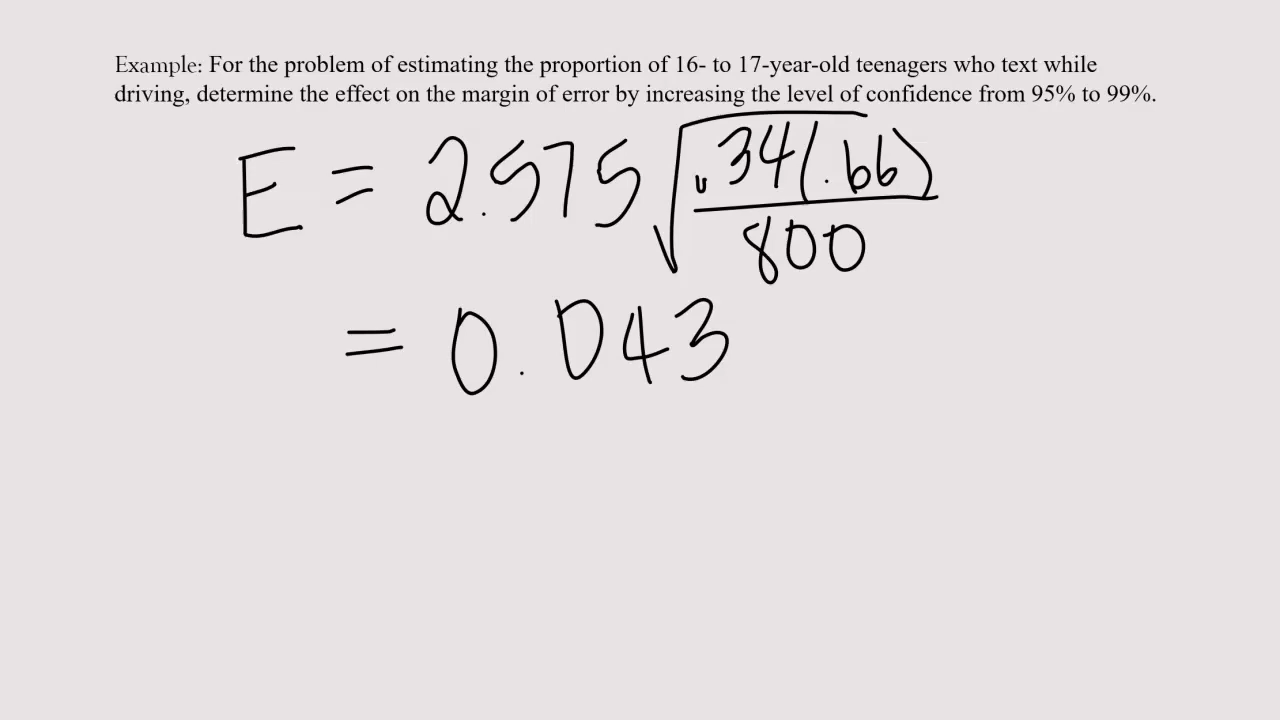 Example: For the problem of estimating the proportion of 16- to 17-year-old teenagers who text while
driving, determine the effect on the margin of error by increasing the level of confidence from 95% to 99%.
E = 2.575 √(.34(.66)/800)
= 0.043